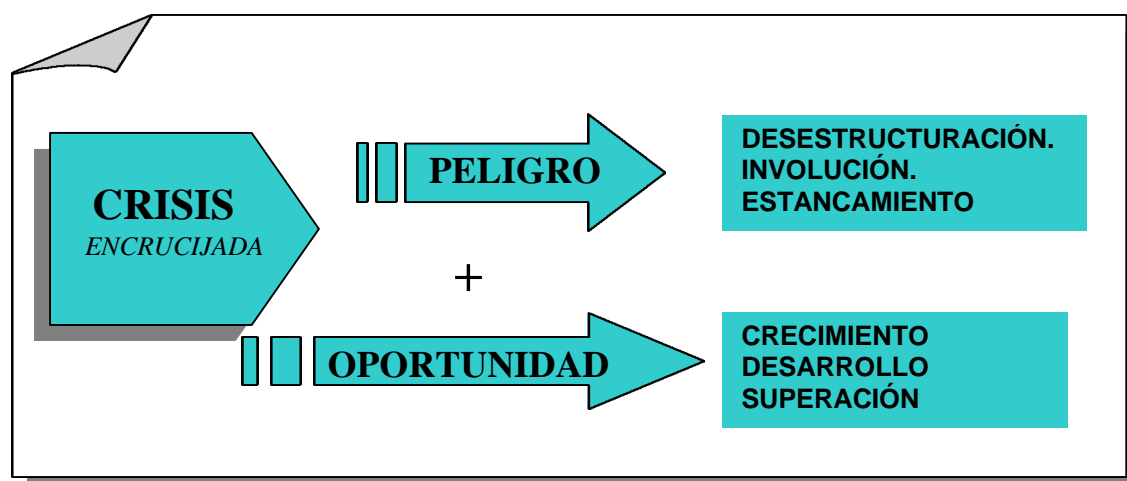 CRISIS
ENCRUCIJADA
PELIGRO
DESESTRUCTURACIÓN.
INVOLUCIÓN.
ESTANCAMIENTO
+
OPORTUNIDAD
CRECIMIENTO
DESARROLLO
SUPERACIÓN